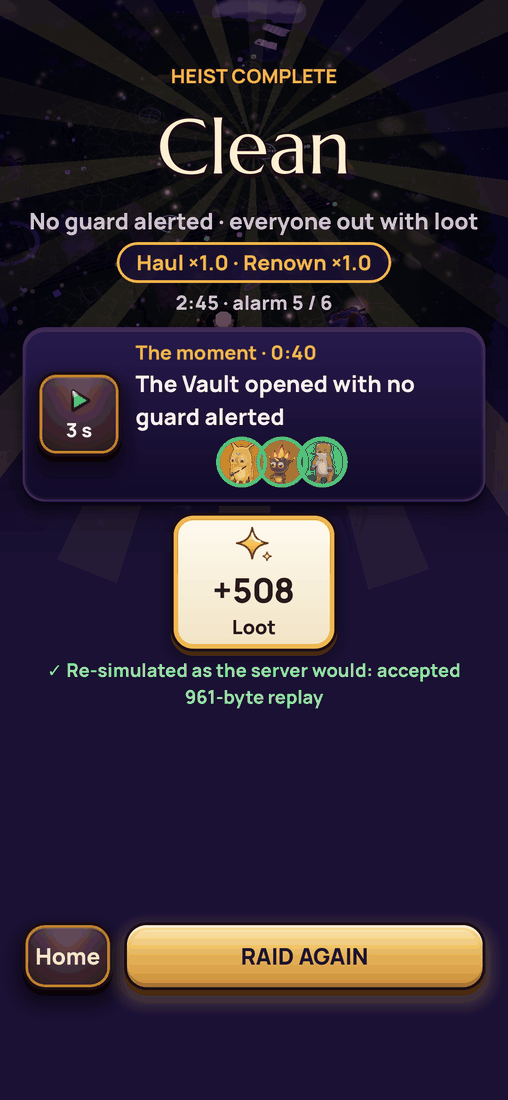 HEIST COMPLETE
Clean
No guard alerted · everyone out with loot
Haul ×1.0 · Renown ×1.0
2:45 · alarm 5 / 6
The moment · 0:40
The Vault opened with no
guard alerted
3 s
+508
Loot
✓ Re-simulated as the server would: accepted
961-byte replay
Home
RAID AGAIN